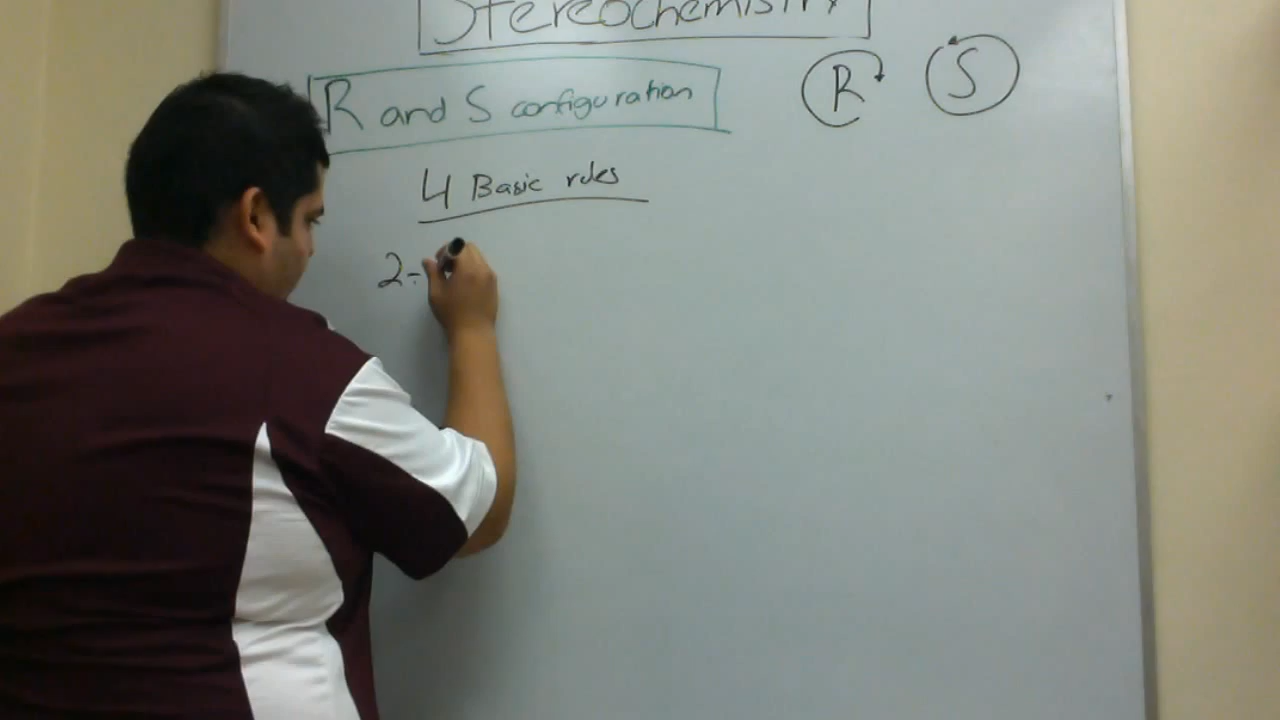 Stereochemistry
R and S configuration
R
S
4 Basic rules
2-